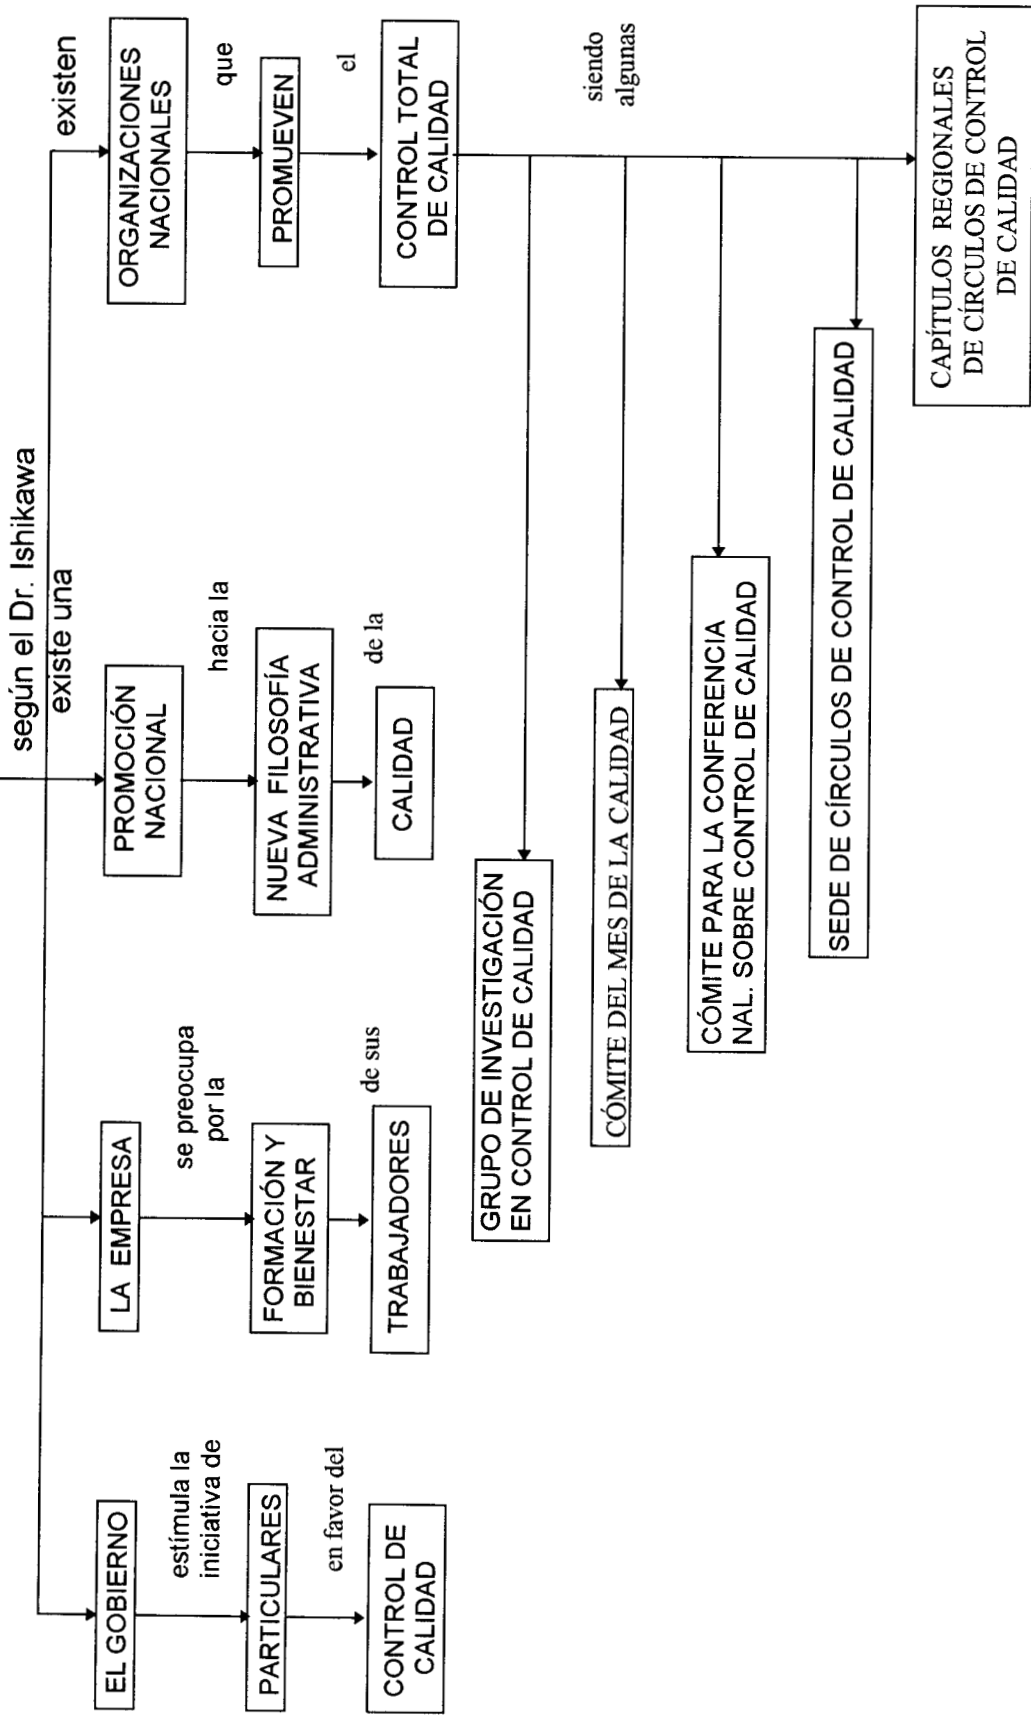 según el Dr. Ishikawa
existe una
existen
EL GOBIERNO
estímula la
iniciativa de
PARTICULARES
en favor del
CONTROL DE
CALIDAD
LA EMPRESA
se preocupa
por la
FORMACIÓN Y
BIENESTAR
de sus
TRABAJADORES
PROMOCIÓN
NACIONAL
hacia la
NUEVA FILOSOFÍA
ADMINISTRATIVA
de la
CALIDAD
ORGANIZACIONES
NACIONALES
que
PROMUEVEN
el
CONTROL TOTAL
DE CALIDAD
siendo
algunas
GRUPO DE INVESTIGACIÓN
EN CONTROL DE CALIDAD
CÓMITE DEL MES DE LA CALIDAD
CÓMITE PARA LA CONFERENCIA
NAL. SOBRE CONTROL DE CALIDAD
SEDE DE CÍRCULOS DE CONTROL DE CALIDAD
CAPÍTULOS REGIONALES
DE CÍRCULOS DE CONTROL
DE CALIDAD